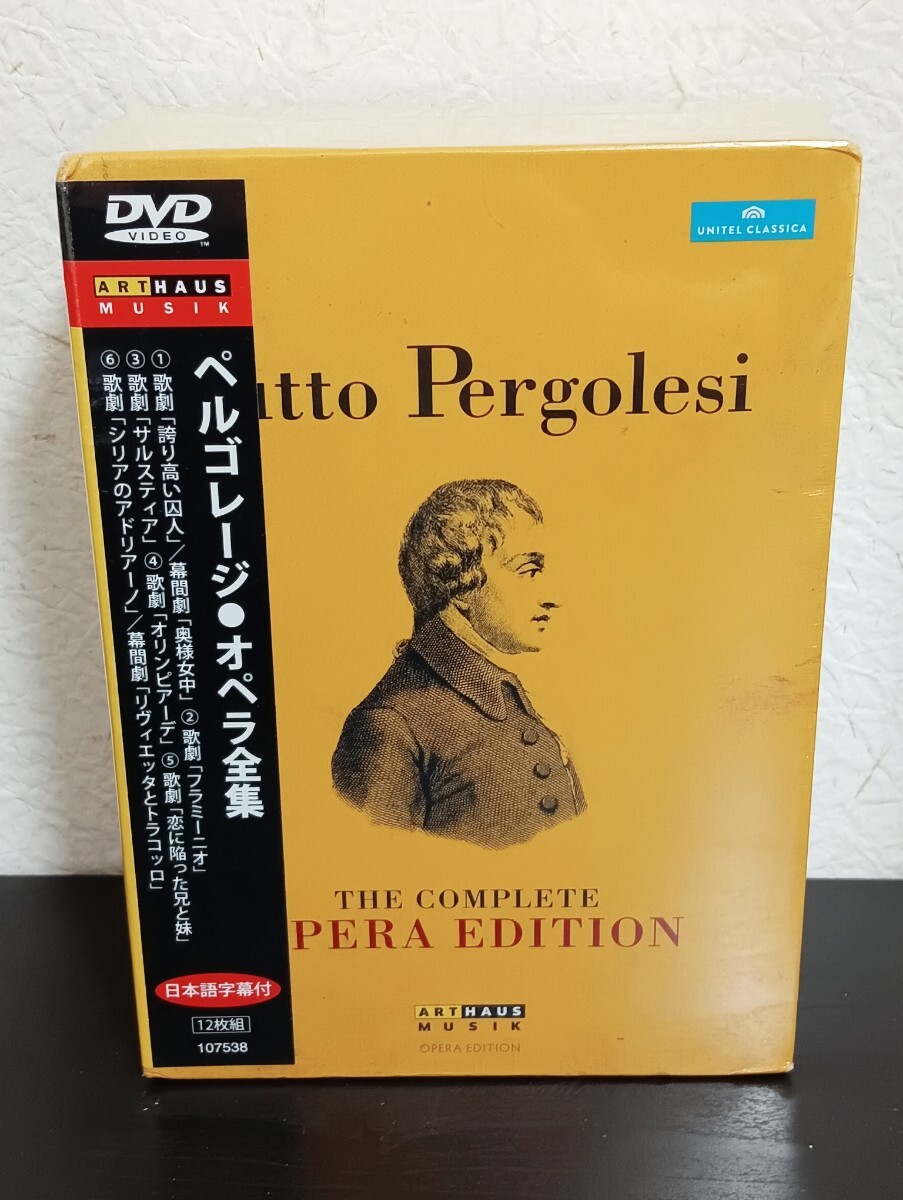 DVD
VIDEO
TM
ARTHAUS
MUSIK
ペルゴレージ●オペラ全集
①歌劇「誇り高い囚人」/幕間劇「奥様女中」②歌劇「フラミーニオ」
③歌劇「サルスティア」④歌劇「オリンピアーデ」⑤歌劇「恋に陥った兄と妹」
⑥歌劇「シリアのアドリアーノ」/幕間劇「リヴィエッタとトラコッロ」
日本語字幕付
12枚組
107538
UNITEL CLASSICA
utto Pergolesi
THE COMPLETE
PERA EDITION
ARTHAUS
MUSIK
OPERA EDITION